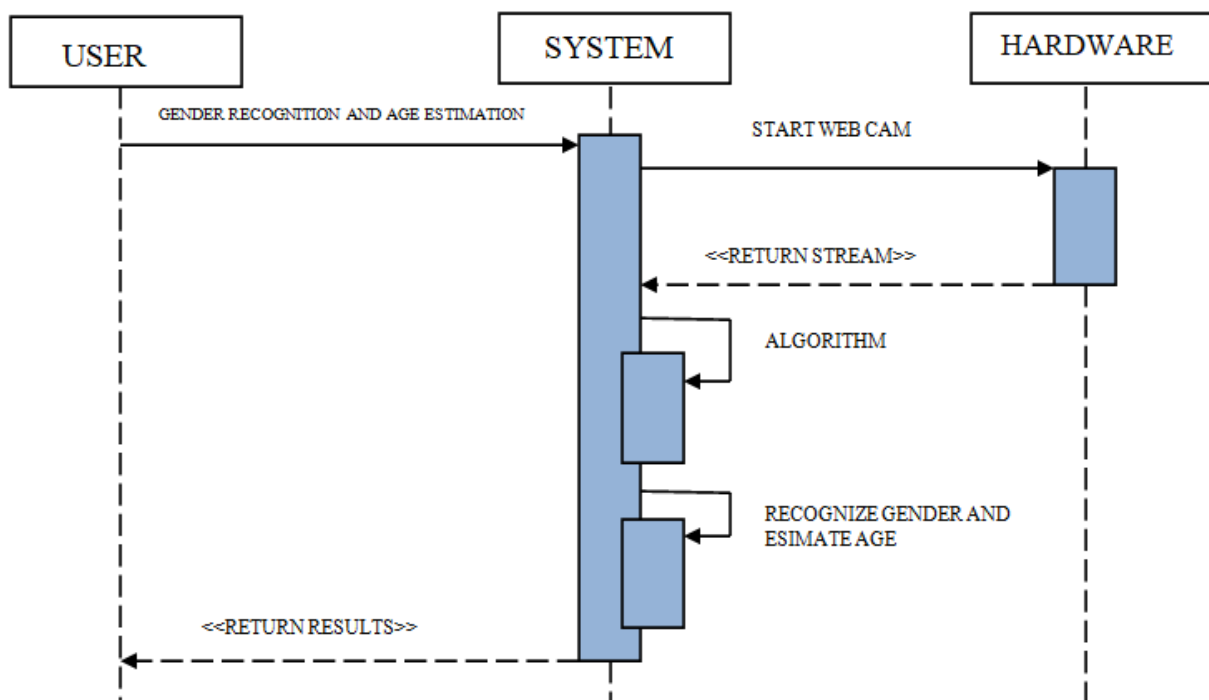 USER
SYSTEM
HARDWARE
GENDER RECOGNITION AND AGE ESTIMATION
START WEB CAM
<<RETURN STREAM>>
ALGORITHM
RECOGNIZE GENDER AND
ESIMATE AGE
<<RETURN RESULTS>>